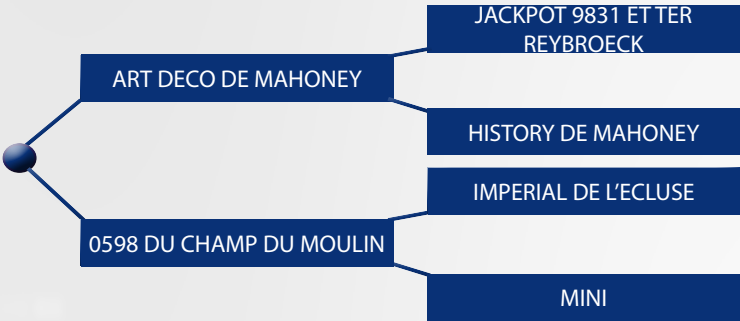 JACKPOT 9831 ET TER
REYBROECK
ART DECO DE MAHONEY
HISTORY DE MAHONEY
IMPERIAL DE L'ECLUSE
0598 DU CHAMP DU MOULIN
MINI